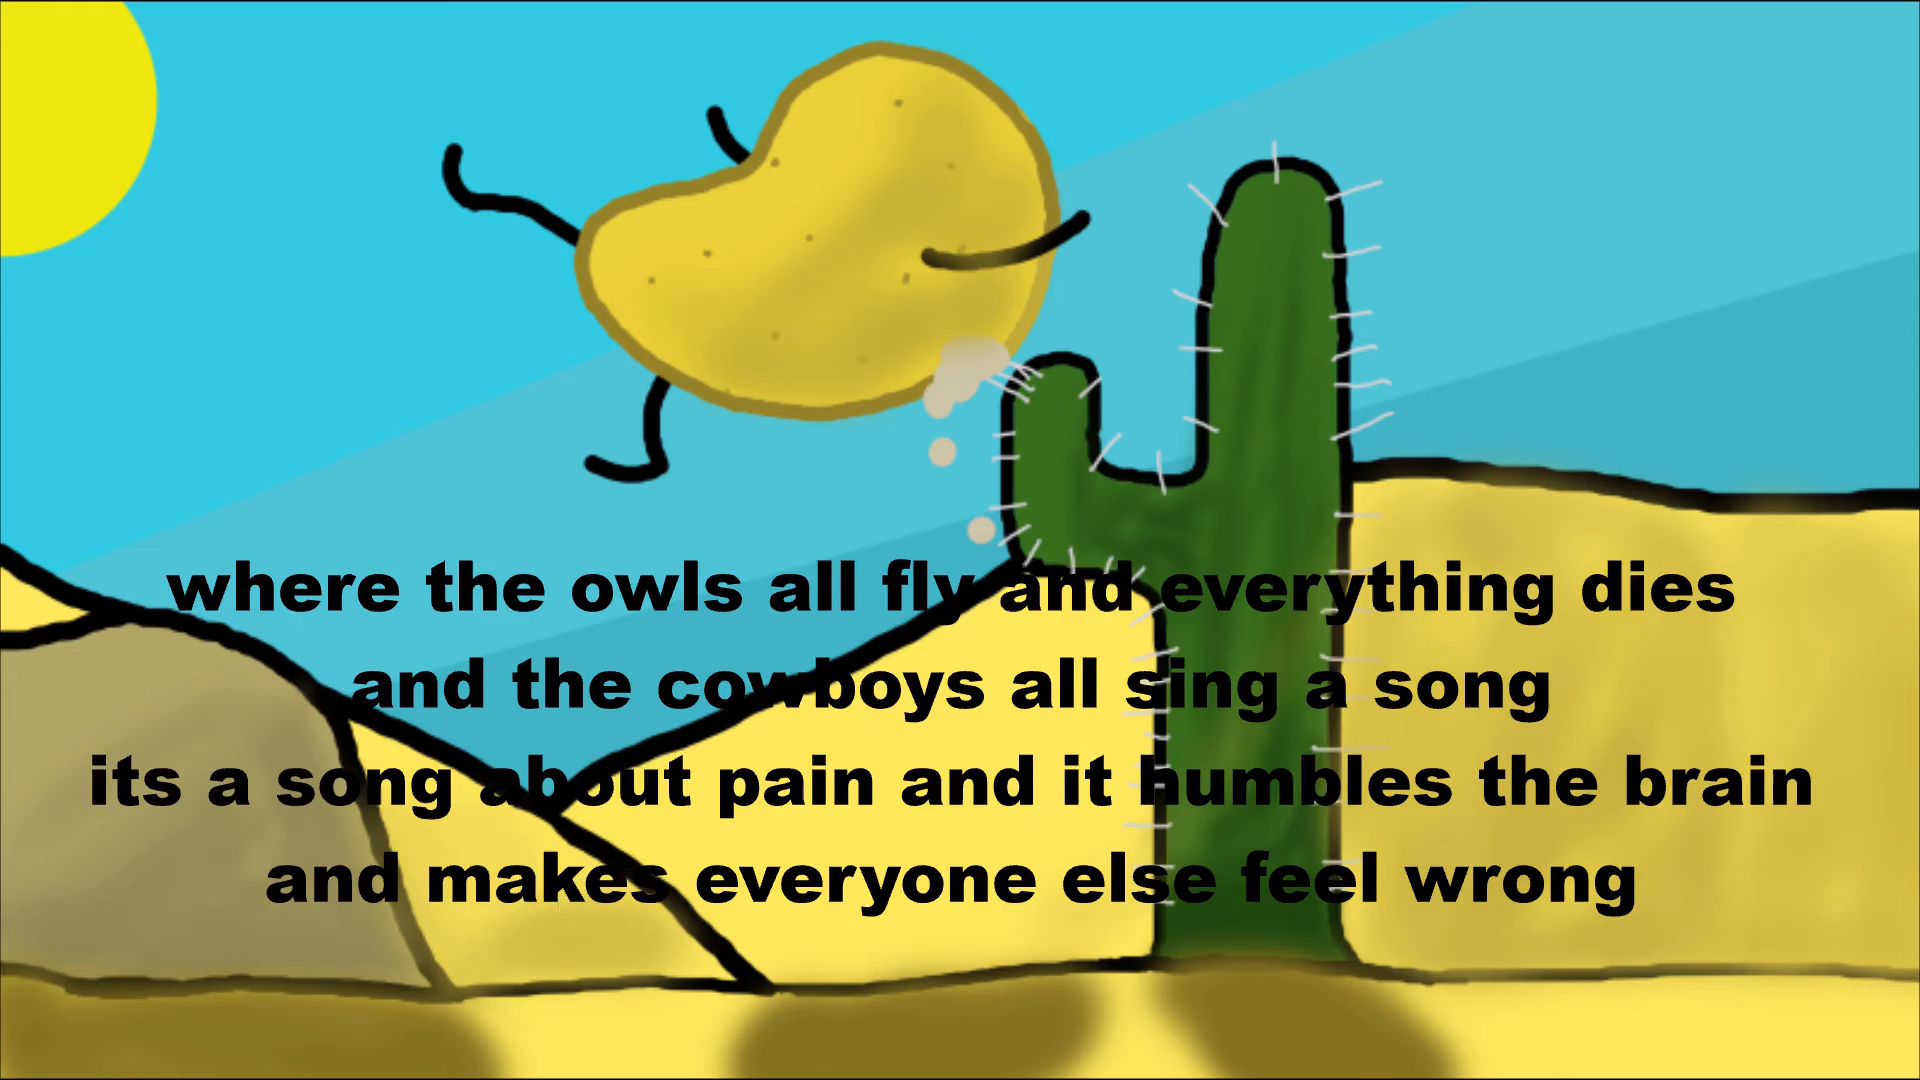 where the owls all fly and everything dies
and the cowboys all sing a song
its a song about pain and it humbles the brain
and makes everyone else feel wrong